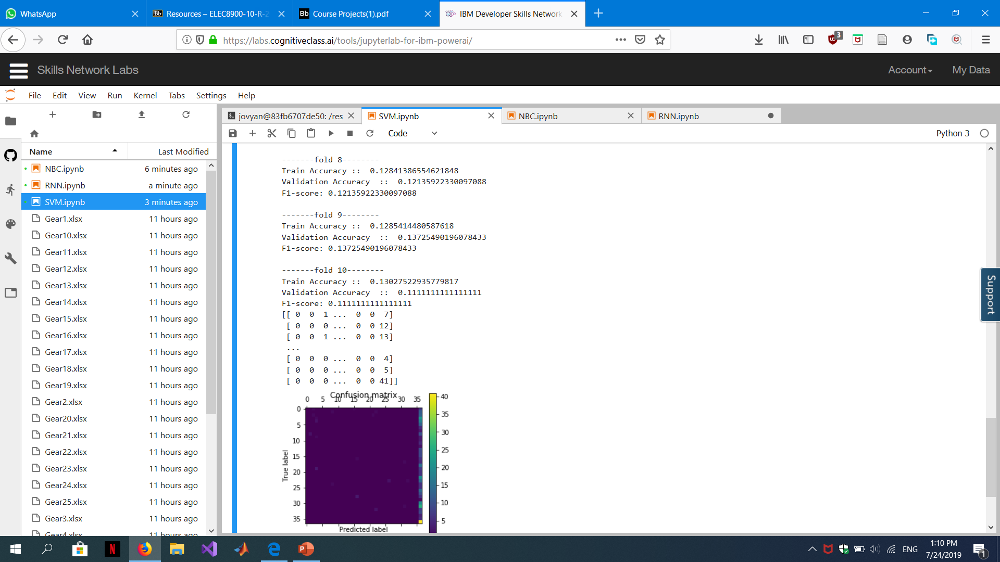 WhatsApp
Resources – ELEC8900-10-R-2
Course Projects(1).pdf
IBM Developer Skills Network
https://labs.cognitiveclass.ai/tools/jupyterlab-for-ibm-powerai/
3
Skills Network Labs
Account
My Data
File Edit View Run Kernel Tabs Settings Help
jovyan@83fb6707de50: /res
SVM.ipynb
NBC.ipynb
RNN.ipynb
Code
Python 3
Name Last Modified
NBC.ipynb 6 minutes ago
RNN.ipynb a minute ago
SVM.ipynb 3 minutes ago
Gear1.xlsx 11 hours ago
Gear10.xlsx 11 hours ago
Gear11.xlsx 11 hours ago
Gear12.xlsx 11 hours ago
Gear13.xlsx 11 hours ago
Gear14.xlsx 11 hours ago
Gear15.xlsx 11 hours ago
Gear16.xlsx 11 hours ago
Gear17.xlsx 11 hours ago
Gear18.xlsx 11 hours ago
Gear19.xlsx 11 hours ago
Gear2.xlsx 11 hours ago
Gear20.xlsx 11 hours ago
Gear21.xlsx 11 hours ago
Gear22.xlsx 11 hours ago
Gear23.xlsx 11 hours ago
Gear24.xlsx 11 hours ago
Gear25.xlsx 11 hours ago
Gear3.xlsx 11 hours ago
Gear4.xlsx 11 hours ago
-------fold 8--------
Train Accuracy ::  0.12841386554621848
Validation Accuracy  ::  0.12135922330097088
F1-score: 0.12135922330097088
-------fold 9--------
Train Accuracy ::  0.1285414480587618
Validation Accuracy  ::  0.13725490196078433
F1-score: 0.13725490196078433
-------fold 10--------
Train Accuracy ::  0.13027522935779817
Validation Accuracy  ::  0.1111111111111111
F1-score: 0.1111111111111111
[[ 0  0  1 ...  0  0  7]
 [ 0  0  0 ...  0  0 12]
 [ 0  0  1 ...  0  0 13]
 ...
 [ 0  0  0 ...  0  0  4]
 [ 0  0  0 ...  0  0  5]
 [ 0  0  0 ...  0  0 41]]
Confusion matrix
0 5 10 15 20 25 30 35
0
5
10
15
20
25
30
35
True label
Predicted label
40
35
30
25
20
15
10
5
Support
ENG
1:10 PM
7/24/2019
1